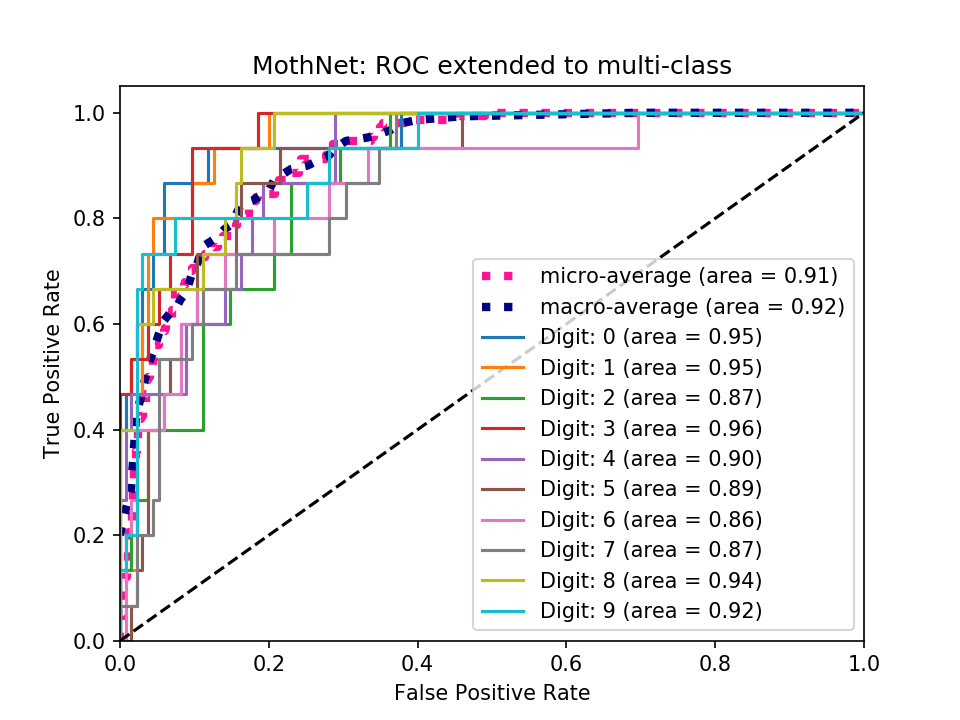 MothNet: ROC extended to multi-class
1.0
0.8
0.6
0.4
0.2
0.0
True Positive Rate
micro-average (area = 0.91)
macro-average (area = 0.92)
Digit: 0 (area = 0.95)
Digit: 1 (area = 0.95)
Digit: 2 (area = 0.87)
Digit: 3 (area = 0.96)
Digit: 4 (area = 0.90)
Digit: 5 (area = 0.89)
Digit: 6 (area = 0.86)
Digit: 7 (area = 0.87)
Digit: 8 (area = 0.94)
Digit: 9 (area = 0.92)
0.0 0.2 0.4 0.6 0.8 1.0
False Positive Rate